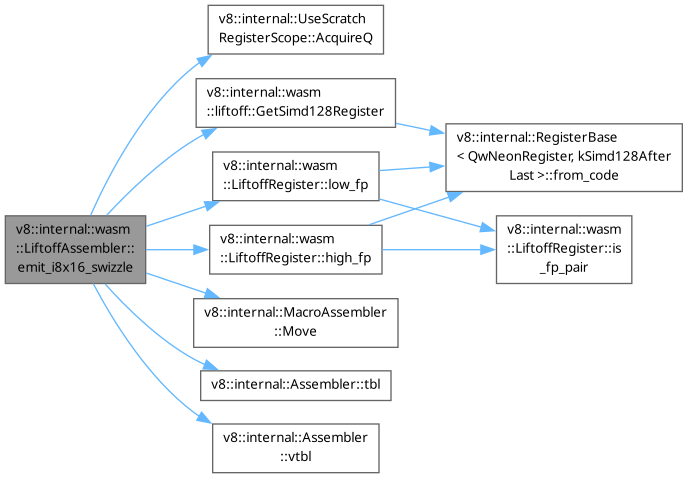 v8::internal::UseScratch
RegisterScope::AcquireQ
v8::internal::wasm
::liftoff::GetSimd128Register
v8::internal::RegisterBase
< QwNeonRegister, kSimd128After
Last >::from_code
v8::internal::wasm
::LiftoffRegister::low_fp
v8::internal::wasm
::LiftoffAssembler::
emit_i8x16_swizzle
v8::internal::wasm
::LiftoffRegister::high_fp
v8::internal::wasm
::LiftoffRegister::is
_fp_pair
v8::internal::MacroAssembler
::Move
v8::internal::Assembler::tbl
v8::internal::Assembler
::vtbl